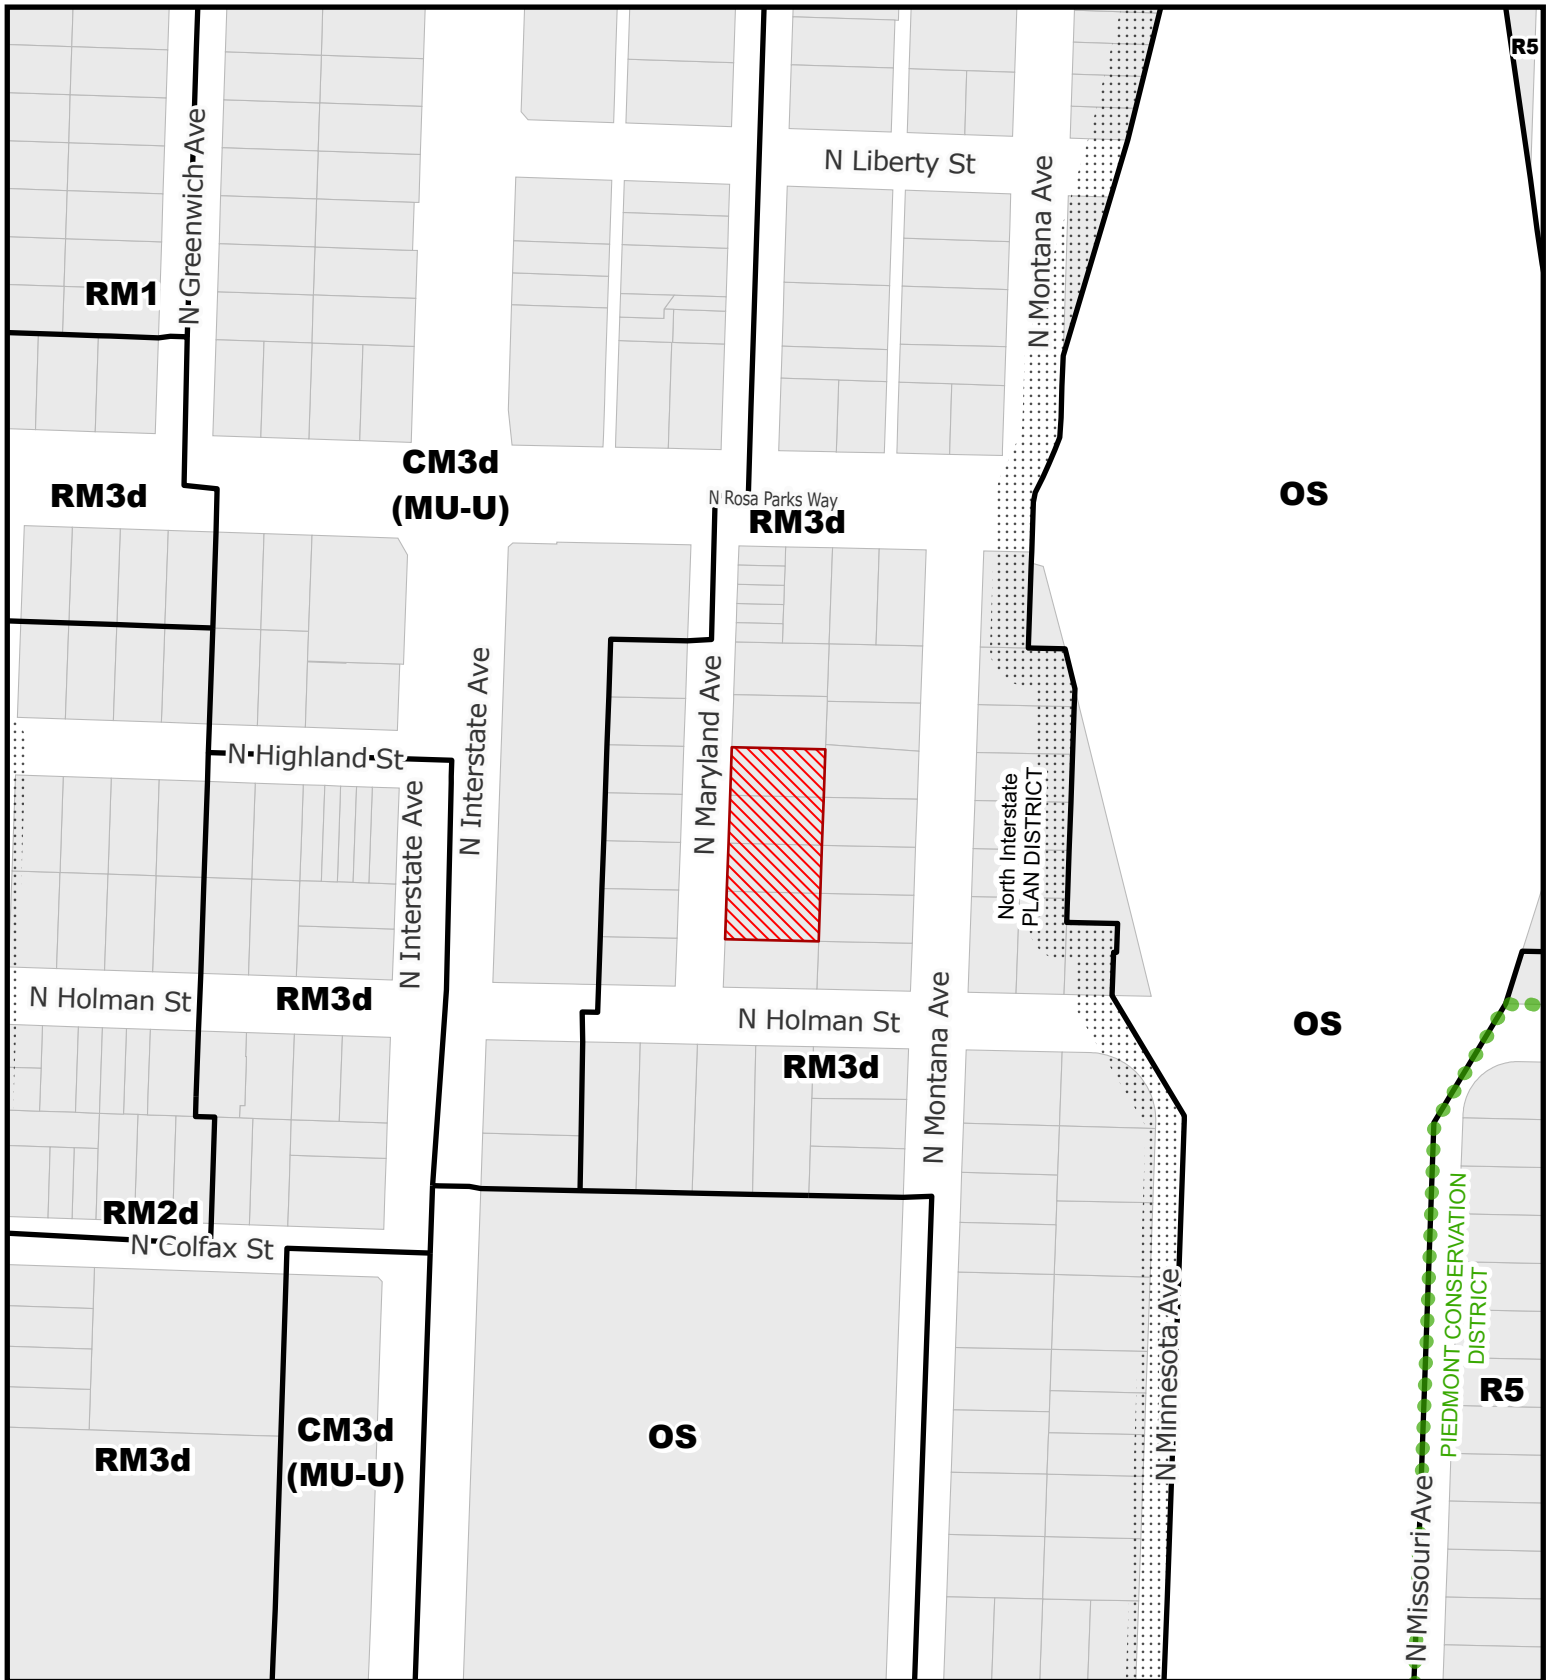 R5
N Greenwich Ave
N Liberty St
N Montana Ave
RM1
CM3d
(MU-U)
RM3d
N Rosa Parks Way
RM3d
OS
N Interstate Ave
N Maryland Ave
N Highland St
N Interstate Ave
North Interstate
PLAN DISTRICT
N Holman St
RM3d
N Holman St
OS
RM3d
N Montana Ave
RM2d
N Colfax St
PIEDMONT CONSERVATION
DISTRICT
N Minnesota Ave
R5
CM3d
(MU-U)
OS
RM3d
N Missouri Ave